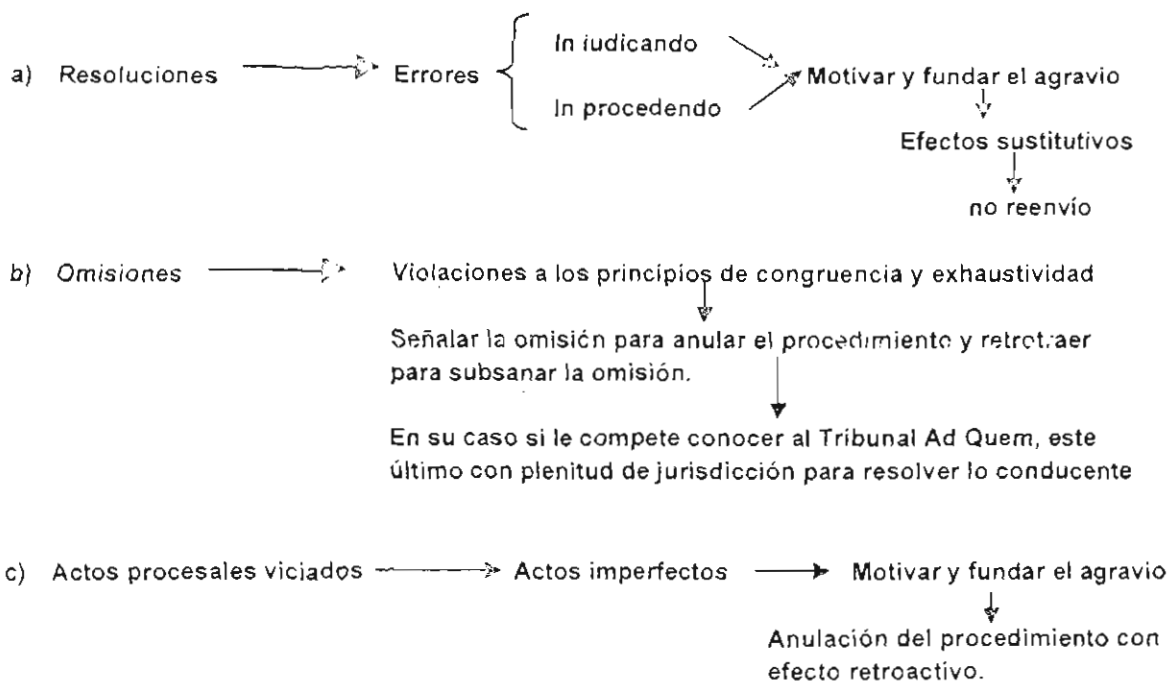 a) Resoluciones Errores In iudicando
In procedendo
Motivar y fundar el agravio
Efectos sustitutivos
no reenvío
b) Omisiones Violaciones a los principios de congruencia y exhaustividad
Señalar la omisión para anular el procedimiento y retrotraer
para subsanar la omisión.
En su caso si le compete conocer al Tribunal Ad Quem, este
último con plenitud de jurisdicción para resolver lo conducente
c) Actos procesales viciados Actos imperfectos Motivar y fundar el agravio
Anulación del procedimiento con
efecto retroactivo.